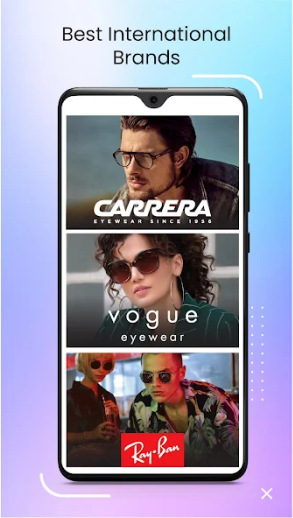 Best International
Brands
CARRERA
EYEWEAR SINCE 1956
vogue
eyewear
Ray-Ban